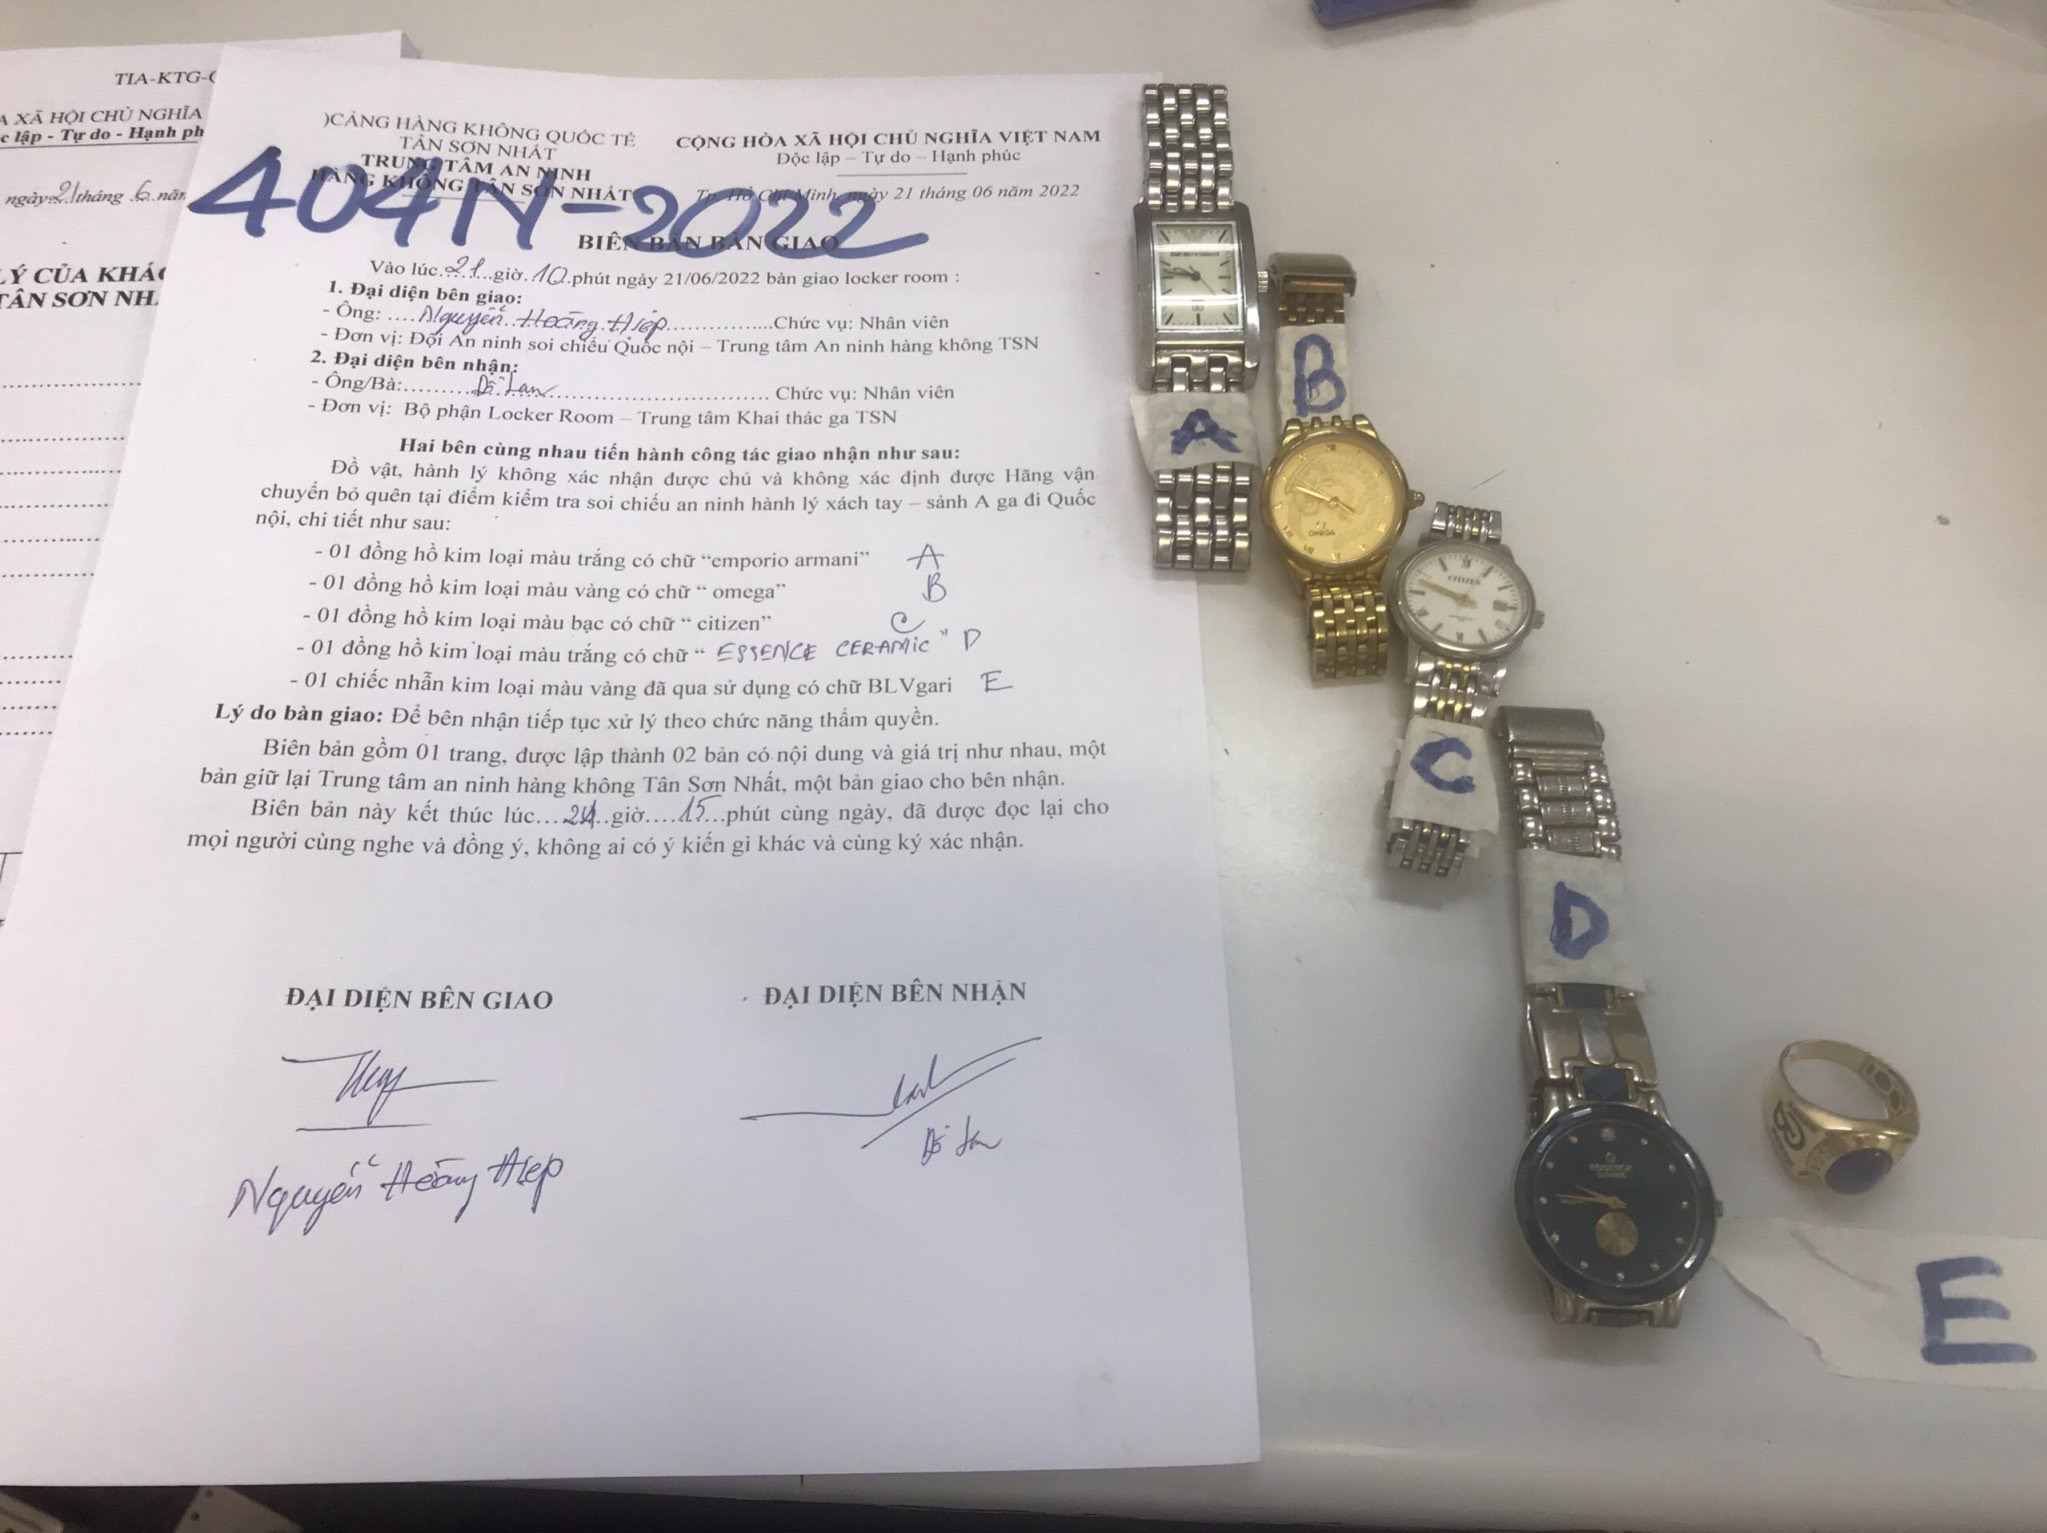 TIA-KTG-
XÃ HỘI CHỦ NGHĨA
lập - Tự do - Hạnh
ngày 21 tháng 6 năm
LÝ CỦA
TÂN SƠN
CẢNG HÀNG KHÔNG QUỐC TẾ
TÂN SƠN NHẤT
TRUNG TÂM AN NINH
HÀNG KHÔNG TÂN SƠN NHẤT
CỘNG HÒA XÃ HỘI CHỦ NGHĨA VIỆT NAM
Độc lập – Tự do – Hạnh phúc
Tp. Hồ Chí Minh, ngày 21 tháng 06 năm 2022
404N-2022
BIÊN BẢN BÀN GIAO
Vào lúc...21...giờ..10..phút ngày 21/06/2022 bàn giao locker room :
1. Đại diện bên giao:
- Ông: ....Nguyễn Hoàng Hiệp..................Chức vụ: Nhân viên
- Đơn vị: Đội An ninh soi chiếu Quốc nội – Trung tâm An ninh hàng không TSN
2. Đại diện bên nhận:
- Ông/Bà:.........Đỗ Lan.................................... Chức vụ: Nhân viên
- Đơn vị: Bộ phận Locker Room – Trung tâm Khai thác ga TSN
Hai bên cùng nhau tiến hành công tác giao nhận như sau:
Đồ vật, hành lý không xác nhận được chủ và không xác định được Hãng vận
chuyển bỏ quên tại điểm kiểm tra soi chiếu an ninh hành lý xách tay – sảnh A ga đi Quốc
nội, chi tiết như sau:
- 01 đồng hồ kim loại màu trắng có chữ “emporio armani” A
- 01 đồng hồ kim loại màu vàng có chữ “ omega” B
- 01 đồng hồ kim loại màu bạc có chữ “ citizen” C
- 01 đồng hồ kim loại màu trắng có chữ “ ESSENCE CERAMIC " D
- 01 chiếc nhẫn kim loại màu vàng đã qua sử dụng có chữ BLVgari E
Lý do bàn giao: Để bên nhận tiếp tục xử lý theo chức năng thẩm quyền.
Biên bản gồm 01 trang, được lập thành 02 bản có nội dung và giá trị như nhau, một
bản giữ lại Trung tâm an ninh hàng không Tân Sơn Nhất, một bản giao cho bên nhận.
Biên bản này kết thúc lúc...21..giờ....15...phút cùng ngày, đã được đọc lại cho
mọi người cùng nghe và đồng ý, không ai có ý kiến gì khác và cùng ký xác nhận.
ĐẠI DIỆN BÊN GIAO
ĐẠI DIỆN BÊN NHẬN
Đỗ Lan
Nguyễn Hoàng Hiệp
A
B
OMEGA
CITIZEN
C
D
ESSENCE
CERAMIC
E